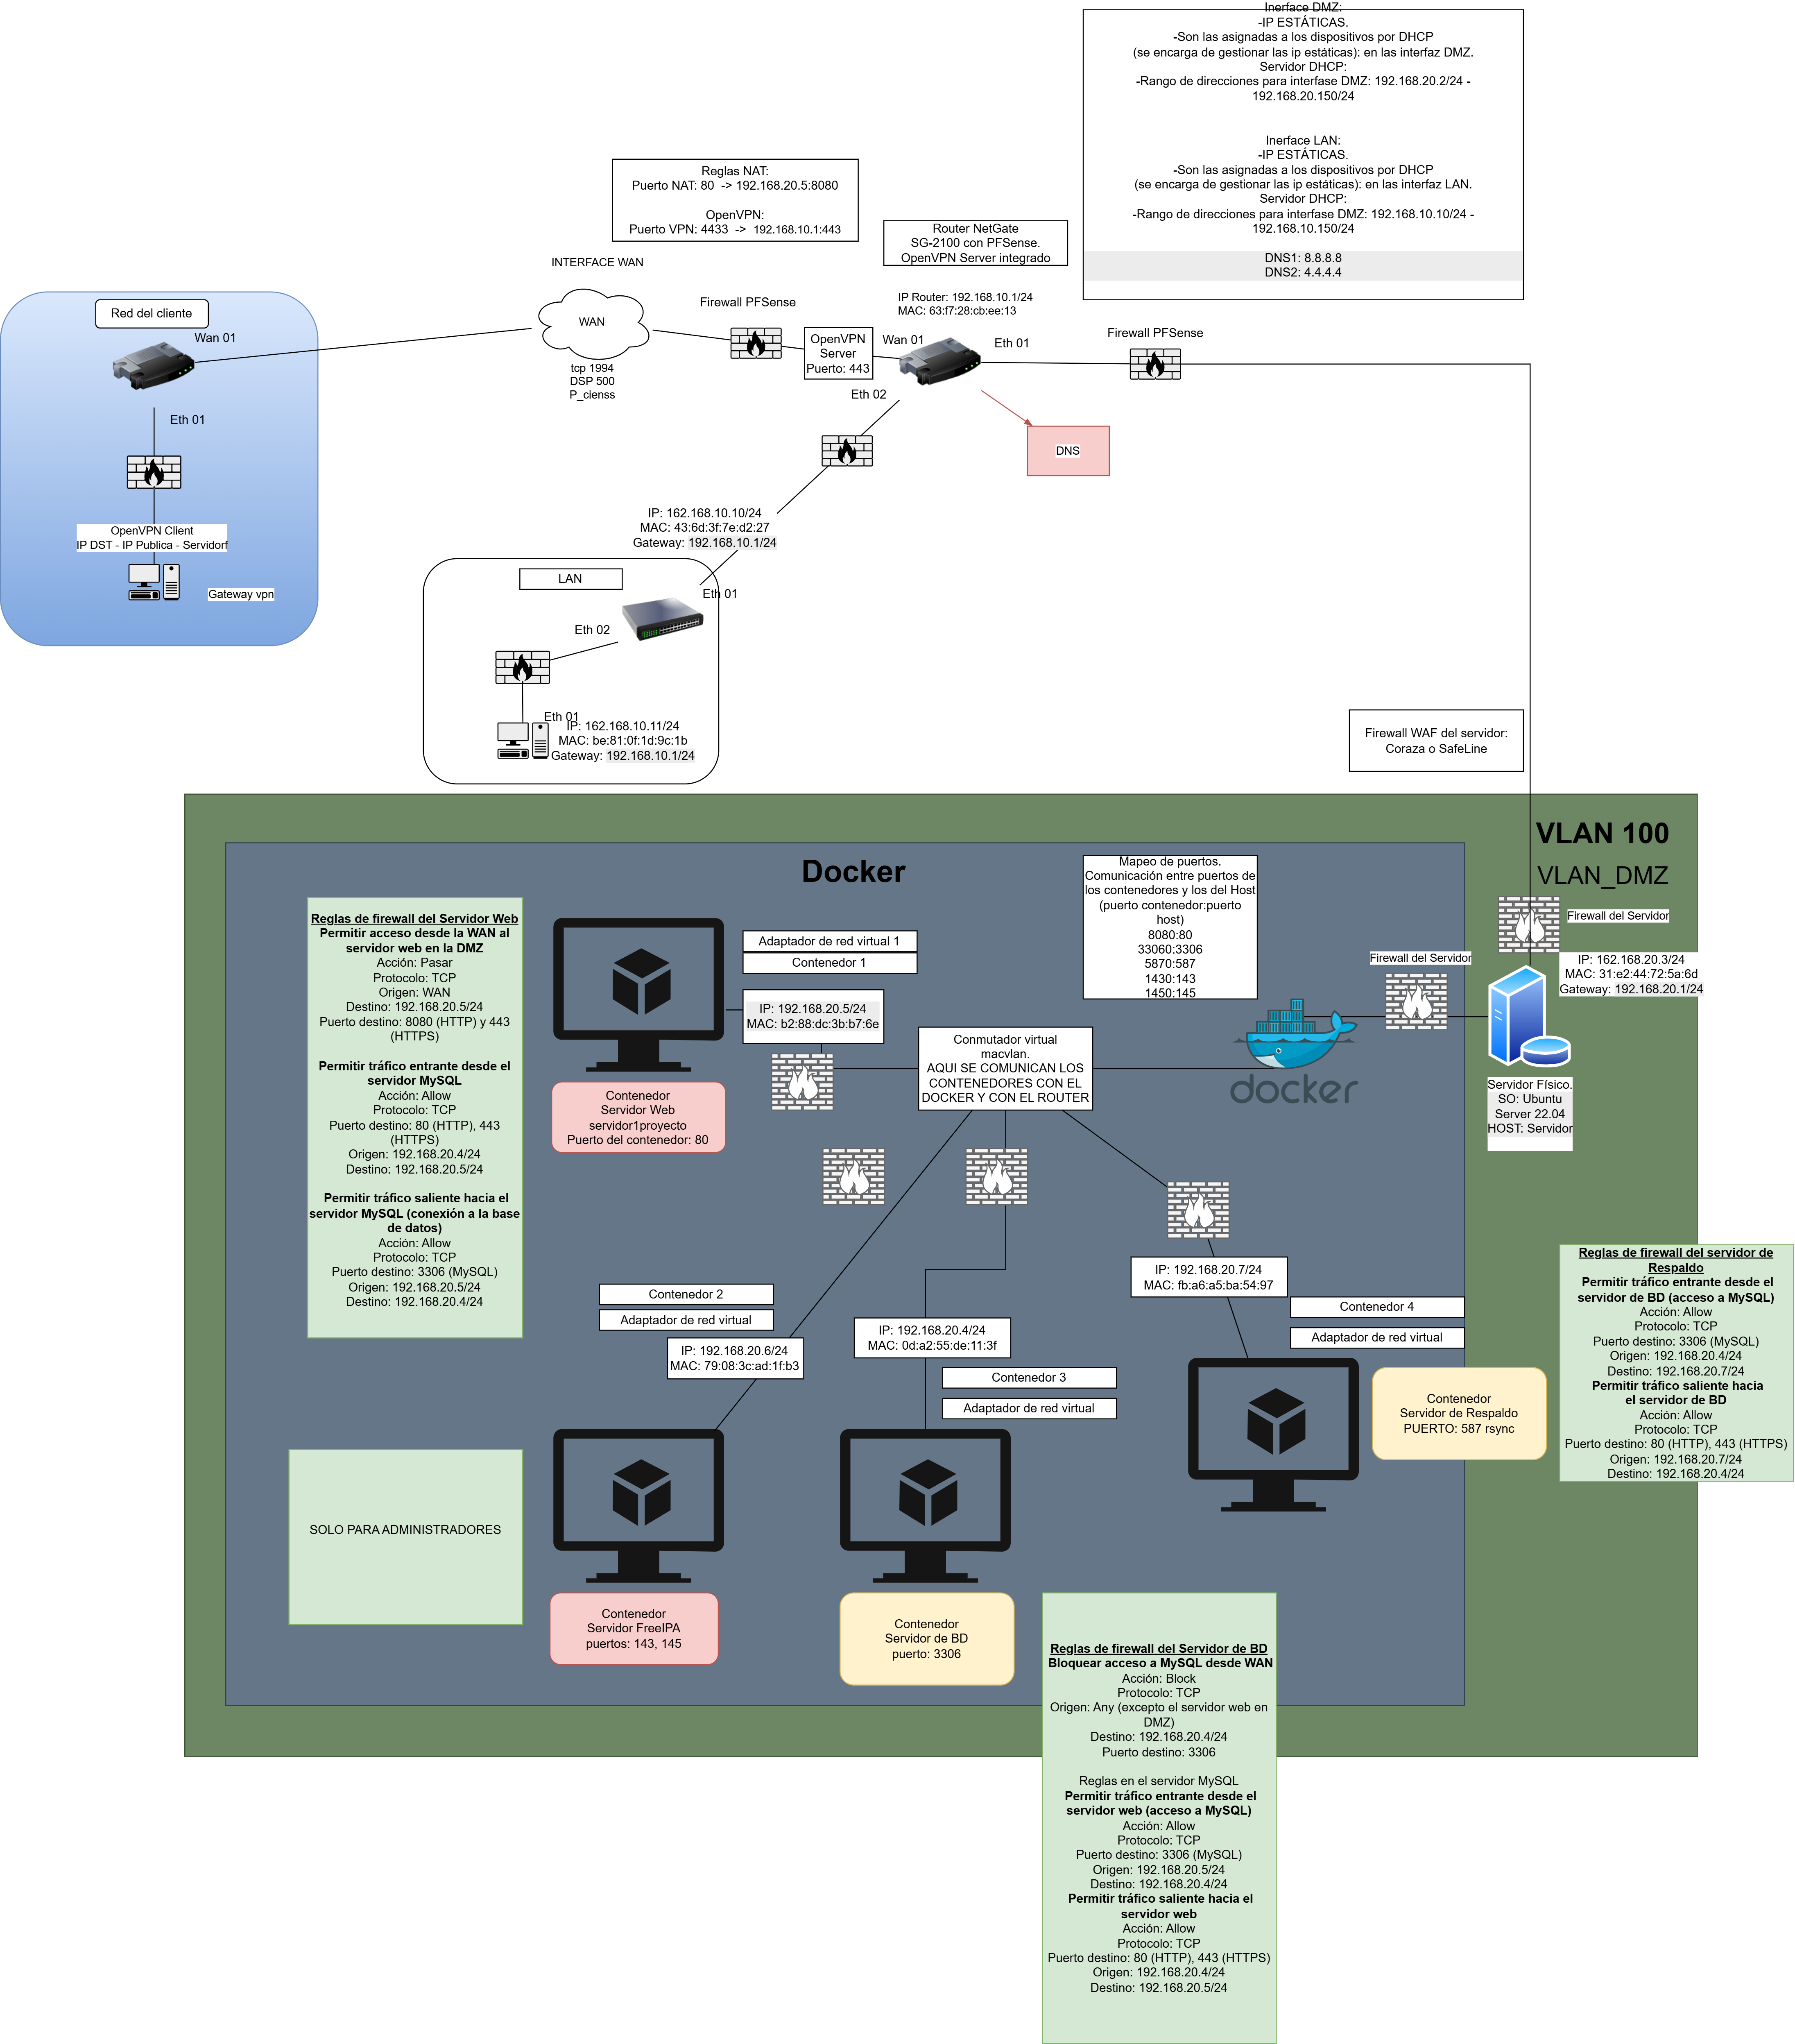 Inerface DMZ:
-IP ESTÁTICAS.
-Son las asignadas a los dispositivos por DHCP
(se encarga de gestionar las ip estáticas): en las interfaz DMZ.
Servidor DHCP:
-Rango de direcciones para interfase DMZ: 192.168.20.2/24 -
192.168.20.150/24
Inerface LAN:
-IP ESTÁTICAS.
-Son las asignadas a los dispositivos por DHCP
(se encarga de gestionar las ip estáticas): en las interfaz LAN.
Servidor DHCP:
-Rango de direcciones para interfase DMZ: 192.168.10.10/24 -
192.168.10.150/24
DNS1: 8.8.8.8
DNS2: 4.4.4.4
Reglas NAT:
Puerto NAT: 80 -> 192.168.20.5:8080
OpenVPN:
Puerto VPN: 4433 -> 192.168.10.1:443
Router NetGate
SG-2100 con PFSense.
OpenVPN Server integrado
INTERFACE WAN
WAN
tcp 1994
DSP 500
P_cienss
Firewall PFSense
OpenVPN
Server
Puerto: 443
IP Router: 192.168.10.1/24
MAC: 63:f7:28:cb:ee:13
Wan 01
Eth 01
Eth 02
Firewall PFSense
DNS
Red del cliente
Wan 01
Eth 01
OpenVPN Client
IP DST - IP Publica - Servidorf
Gateway vpn
IP: 162.168.10.10/24
MAC: 43:6d:3f:7e:d2:27
Gateway: 192.168.10.1/24
LAN
Eth 01
Eth 02
Eth 01
IP: 162.168.10.11/24
MAC: be:81:0f:1d:9c:1b
Gateway: 192.168.10.1/24
Firewall WAF del servidor:
Coraza o SafeLine
VLAN 100
VLAN_DMZ
Docker
Firewall del Servidor
Firewall del Servidor
IP: 162.168.20.3/24
MAC: 31:e2:44:72:5a:6d
Gateway: 192.168.20.1/24
Servidor Físico.
SO: Ubuntu
Server 22.04
HOST: Servidor
Mapeo de puertos.
Comunicación entre puertos de
los contenedores y los del Host
(puerto contenedor:puerto
host)
8080:80
33060:3306
5870:587
1430:143
1450:145
docker
Conmutador virtual
macvlan.
AQUI SE COMUNICAN LOS
CONTENEDORES CON EL
DOCKER Y CON EL ROUTER
Reglas de firewall del Servidor Web
Permitir acceso desde la WAN al
servidor web en la DMZ
Acción: Pasar
Protocolo: TCP
Origen: WAN
Destino: 192.168.20.5/24
Puerto destino: 8080 (HTTP) y 443
(HTTPS)
Permitir tráfico entrante desde el
servidor MySQL
Acción: Allow
Protocolo: TCP
Puerto destino: 80 (HTTP), 443
(HTTPS)
Origen: 192.168.20.4/24
Destino: 192.168.20.5/24
Permitir tráfico saliente hacia el
servidor MySQL (conexión a la base
de datos)
Acción: Allow
Protocolo: TCP
Puerto destino: 3306 (MySQL)
Origen: 192.168.20.5/24
Destino: 192.168.20.4/24
Adaptador de red virtual 1
Contenedor 1
IP: 192.168.20.5/24
MAC: b2:88:dc:3b:b7:6e
Contenedor
Servidor Web
servidor1proyecto
Puerto del contenedor: 80
Contenedor 2
Adaptador de red virtual
IP: 192.168.20.6/24
MAC: 79:08:3c:ad:1f:b3
IP: 192.168.20.4/24
MAC: 0d:a2:55:de:11:3f
Contenedor 3
Adaptador de red virtual
IP: 192.168.20.7/24
MAC: fb:a6:a5:ba:54:97
Contenedor 4
Adaptador de red virtual
Contenedor
Servidor de Respaldo
PUERTO: 587 rsync
Reglas de firewall del servidor de
Respaldo
Permitir tráfico entrante desde el
servidor de BD (acceso a MySQL)
Acción: Allow
Protocolo: TCP
Puerto destino: 3306 (MySQL)
Origen: 192.168.20.4/24
Destino: 192.168.20.7/24
Permitir tráfico saliente hacia
el servidor de BD
Acción: Allow
Protocolo: TCP
Puerto destino: 80 (HTTP), 443 (HTTPS)
Origen: 192.168.20.7/24
Destino: 192.168.20.4/24
SOLO PARA ADMINISTRADORES
Contenedor
Servidor FreeIPA
puertos: 143, 145
Contenedor
Servidor de BD
puerto: 3306
Reglas de firewall del Servidor de BD
Bloquear acceso a MySQL desde WAN
Acción: Block
Protocolo: TCP
Origen: Any (excepto el servidor web en
DMZ)
Destino: 192.168.20.4/24
Puerto destino: 3306
Reglas en el servidor MySQL
Permitir tráfico entrante desde el
servidor web (acceso a MySQL)
Acción: Allow
Protocolo: TCP
Puerto destino: 3306 (MySQL)
Origen: 192.168.20.5/24
Destino: 192.168.20.4/24
Permitir tráfico saliente hacia el
servidor web
Acción: Allow
Protocolo: TCP
Puerto destino: 80 (HTTP), 443 (HTTPS)
Origen: 192.168.20.4/24
Destino: 192.168.20.5/24